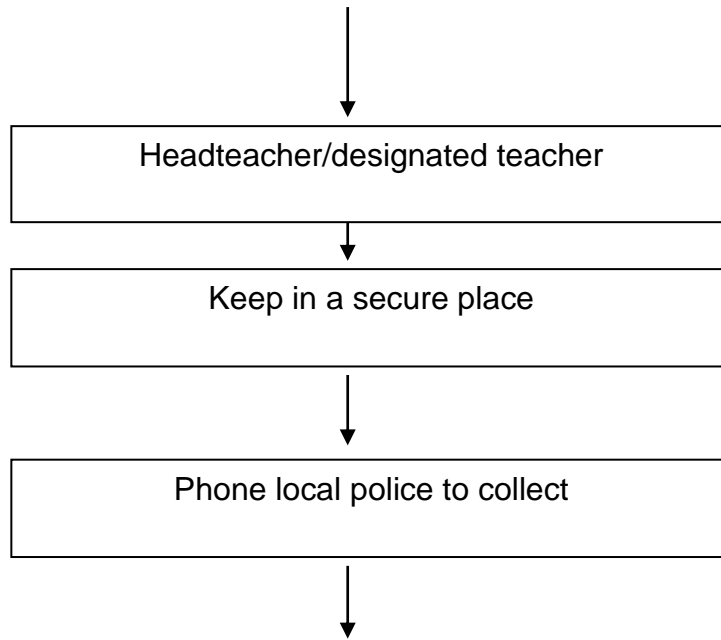 Headteacher/designated teacher
Keep in a secure place
Phone local police to collect